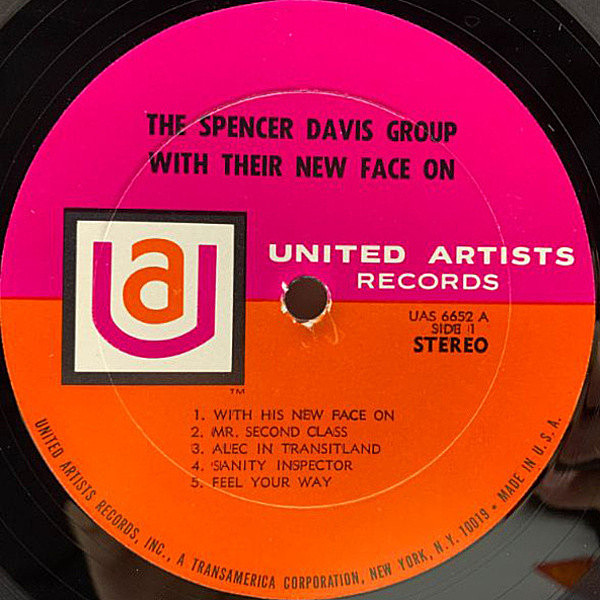 THE SPENCER DAVIS GROUP
WITH THEIR NEW FACE ON
ua
TM
UNITED ARTISTS
RECORDS
UAS 6652 A
SIDE 1
STEREO
1. WITH HIS NEW FACE ON
2. MR. SECOND CLASS
3. ALEC IN TRANSITLAND
4. SANITY INSPECTOR
5. FEEL YOUR WAY
UNITED ARTISTS RECORDS, INC., A TRANSAMERICA CORPORATION, NEW YORK, N.Y. 10019 • MADE IN U.S.A.